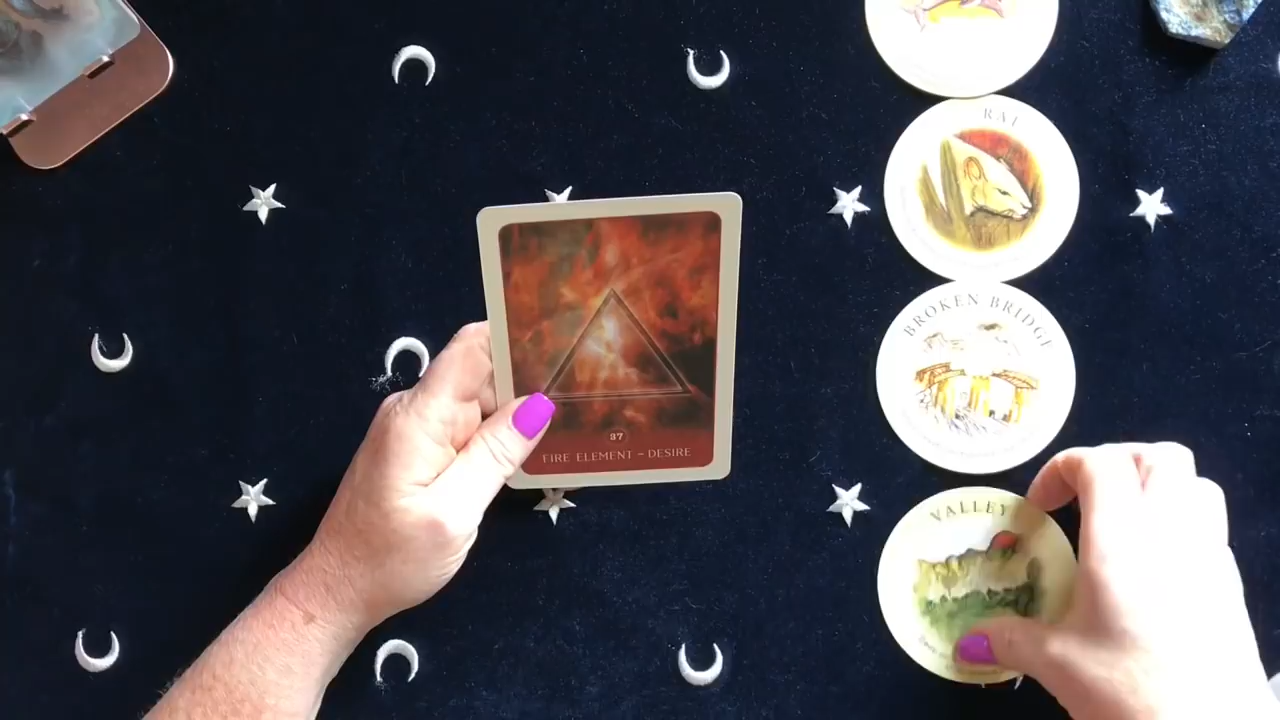 RAT
BROKEN BRIDGE
37
FIRE ELEMENT – DESIRE
VALLEY